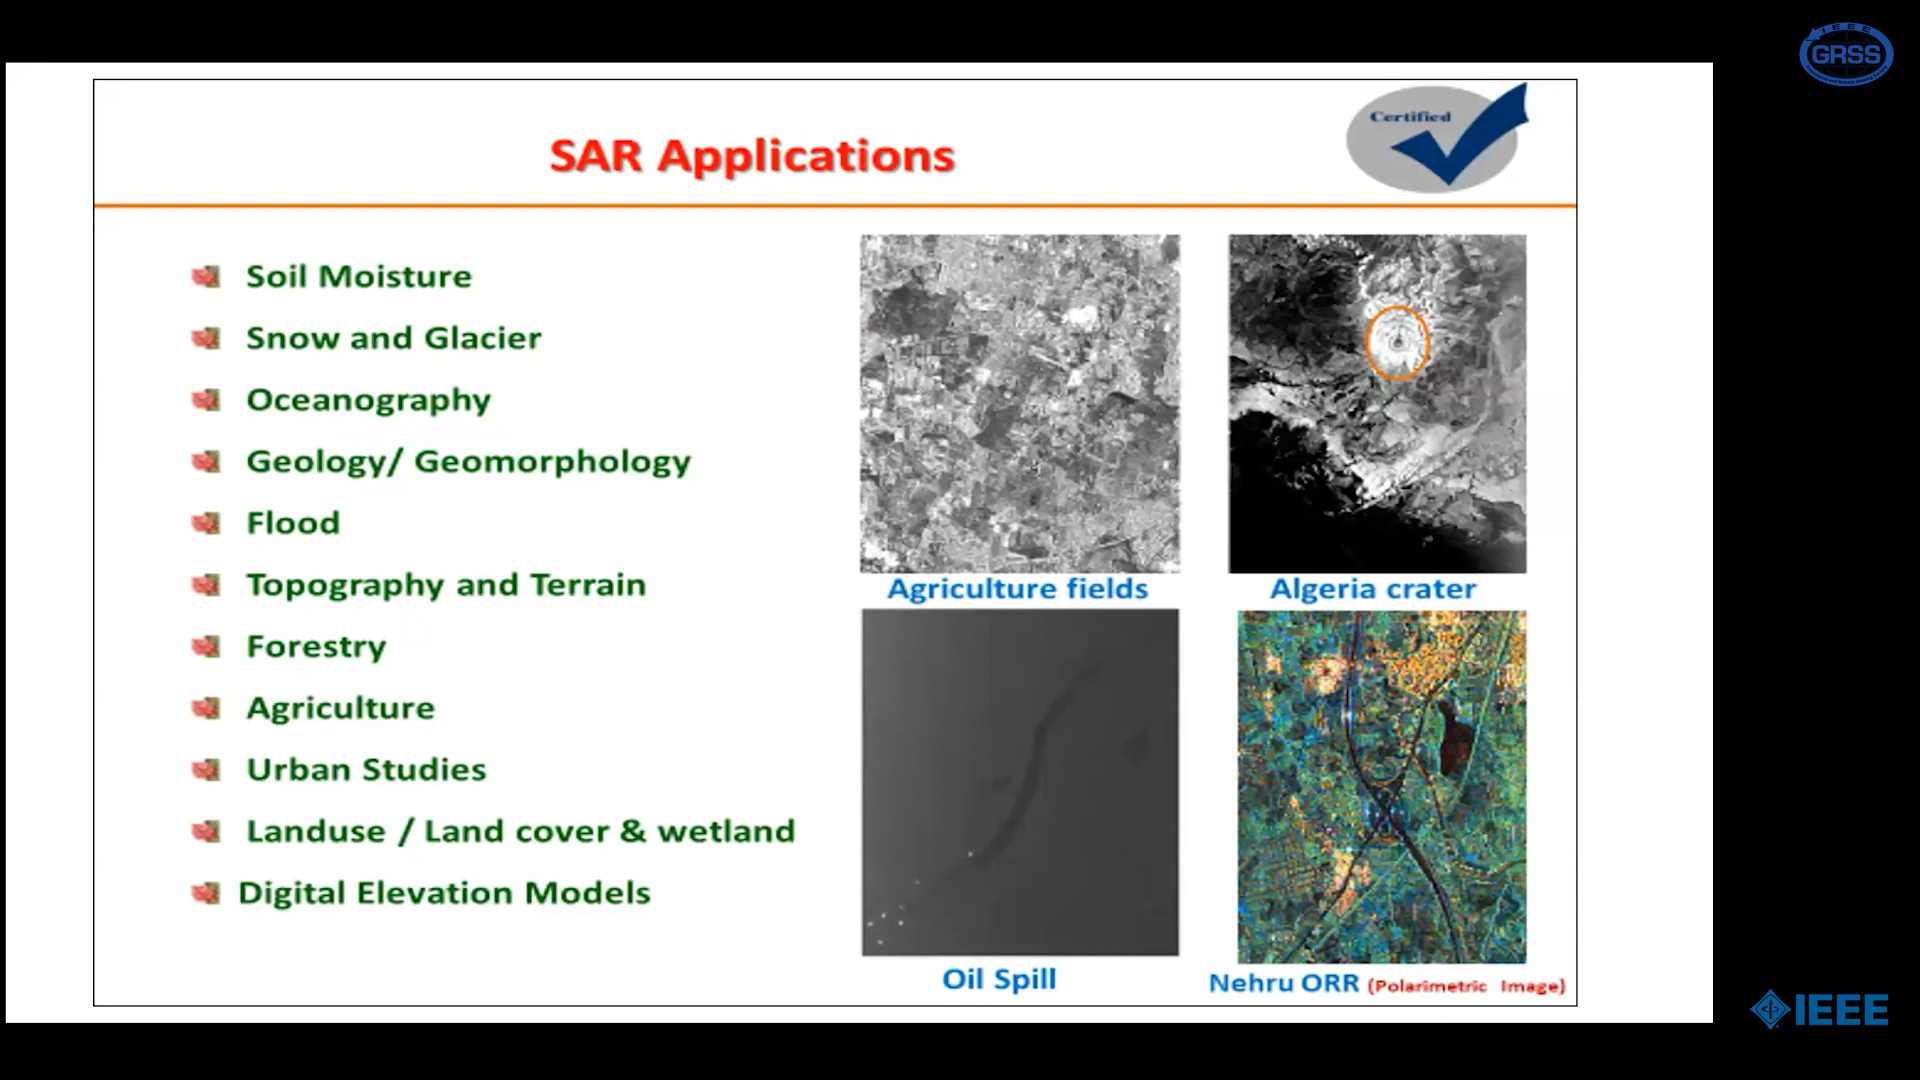 IEEE
GRSS
Certified
SAR Applications
Soil Moisture
Snow and Glacier
Oceanography
Geology/ Geomorphology
Flood
Topography and Terrain
Forestry
Agriculture
Urban Studies
Landuse / Land cover & wetland
Digital Elevation Models
Agriculture fields
Algeria crater
Oil Spill
Nehru ORR (Polarimetric Image)
IEEE